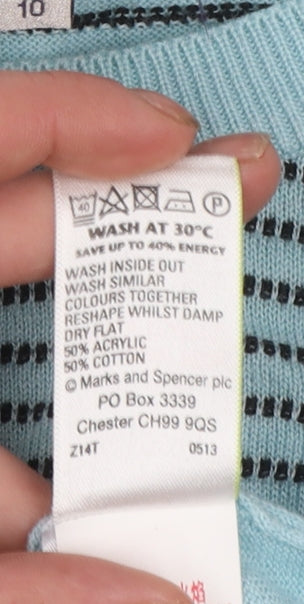 10
40 P
WASH AT 30°C
SAVE UP TO 40% ENERGY
WASH INSIDE OUT
WASH SIMILAR
COLOURS TOGETHER
RESHAPE WHILST DAMP
DRY FLAT
50% ACRYLIC
50% COTTON
© Marks and Spencer plc
PO Box 3339
Chester CH99 9QS
Z14T 0513